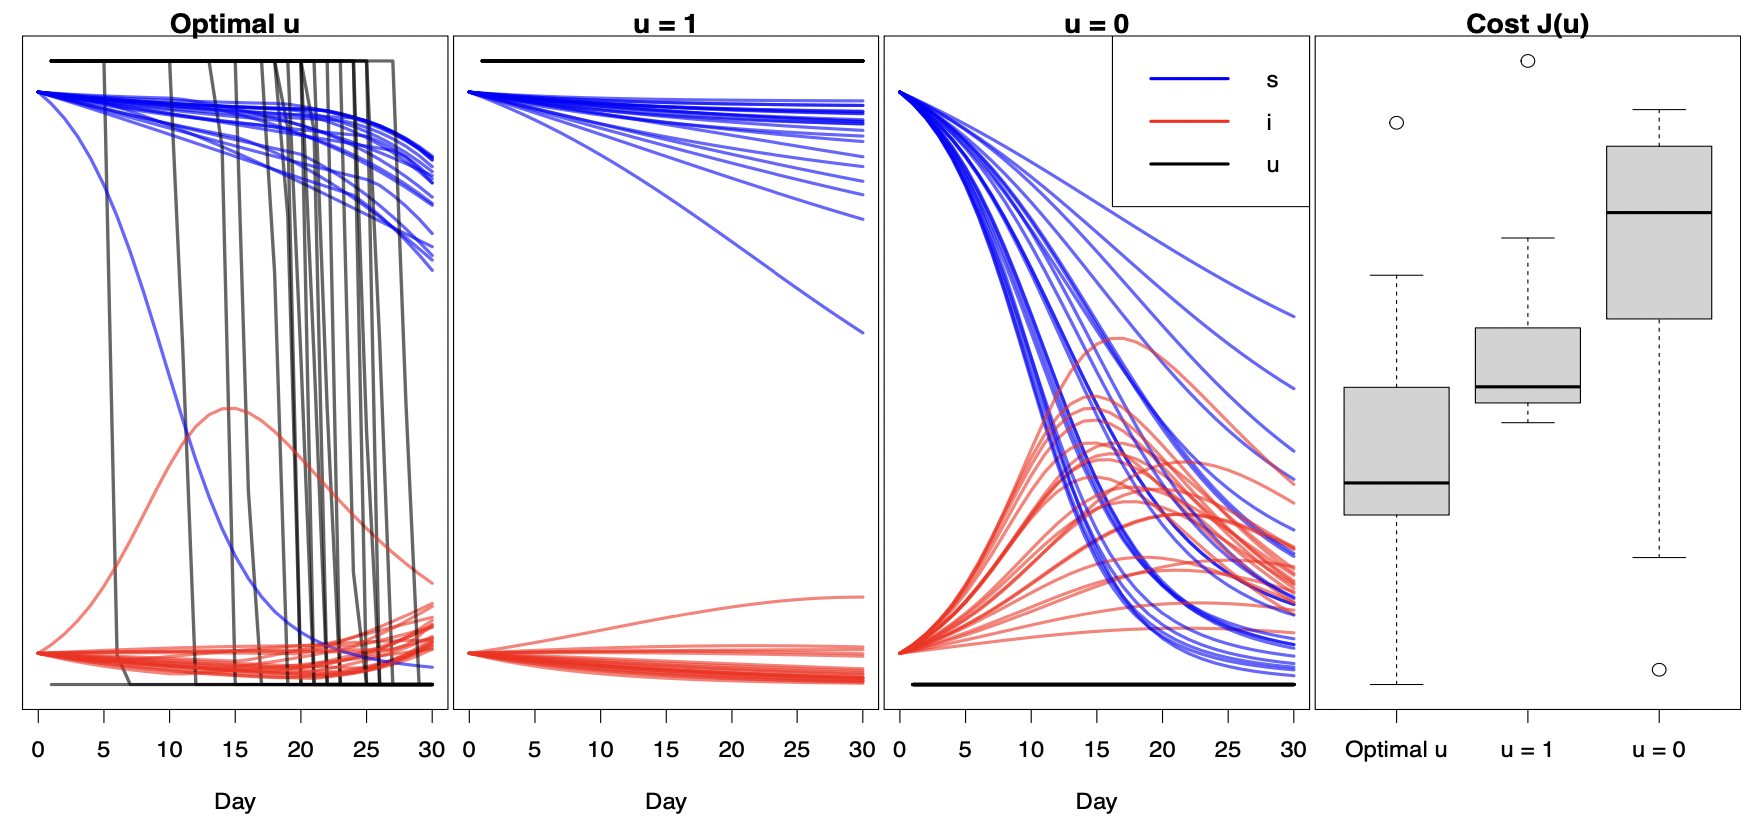 Optimal u
u = 1
u = 0
Cost J(u)
s
i
u
0 5 10 15 20 25 30
0 5 10 15 20 25 30
0 5 10 15 20 25 30
Optimal u u = 1 u = 0
Day
Day
Day